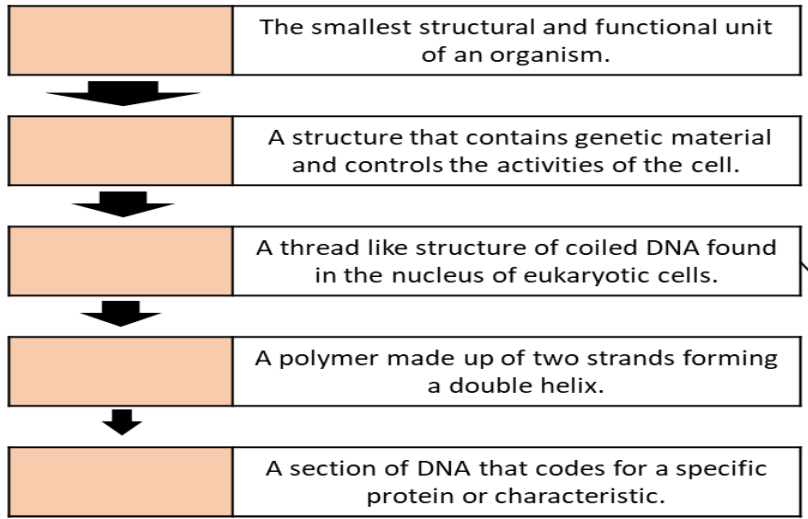 The smallest structural and functional unit
of an organism.
A structure that contains genetic material
and controls the activities of the cell.
A thread like structure of coiled DNA found
in the nucleus of eukaryotic cells.
A polymer made up of two strands forming
a double helix.
A section of DNA that codes for a specific
protein or characteristic.